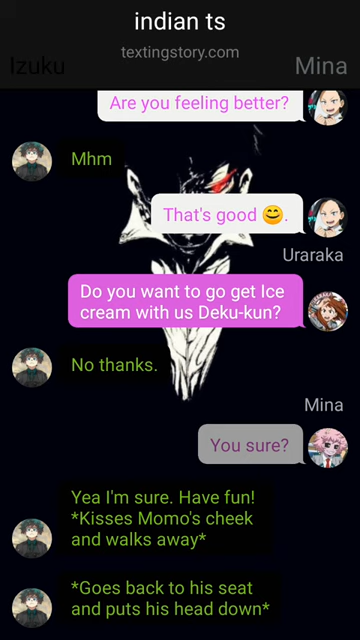 indian ts
textingstory.com
Izuku
Mina
Are you feeling better?
Mhm
That's good 😊.
Uraraka
Do you want to go get Ice
cream with us Deku-kun?
No thanks.
Mina
You sure?
Yea I'm sure. Have fun!
*Kisses Momo's cheek
and walks away*
*Goes back to his seat
and puts his head down*